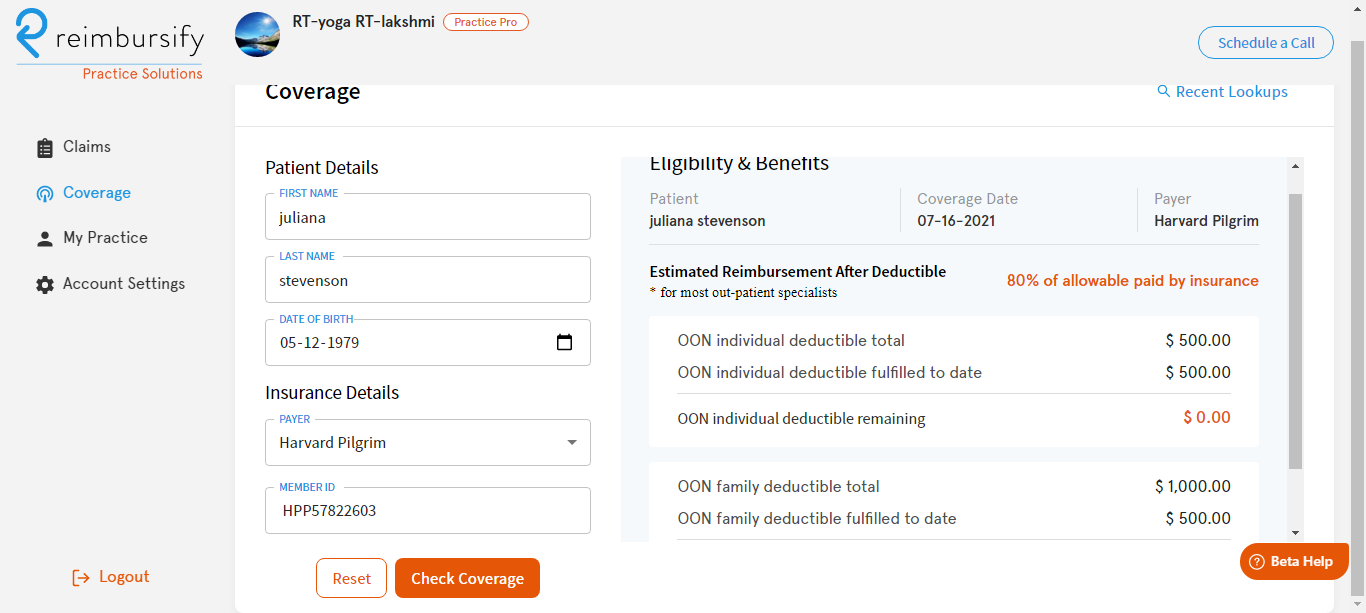 reimbursify
Practice Solutions
RT-yoga RT-lakshmi
Practice Pro
Schedule a Call
Claims
Coverage
My Practice
Account Settings
Logout
Coverage
Recent Lookups
Patient Details
FIRST NAME
juliana
LAST NAME
stevenson
DATE OF BIRTH
05-12-1979
Insurance Details
PAYER
Harvard Pilgrim
MEMBER ID
HPP57822603
Reset
Check Coverage
Eligibility & Benefits
Patient
juliana stevenson
Coverage Date
07-16-2021
Payer
Harvard Pilgrim
Estimated Reimbursement After Deductible
* for most out-patient specialists
80% of allowable paid by insurance
OON individual deductible total $ 500.00
OON individual deductible fulfilled to date $ 500.00
OON individual deductible remaining $ 0.00
OON family deductible total $ 1,000.00
OON family deductible fulfilled to date $ 500.00
? Beta Help